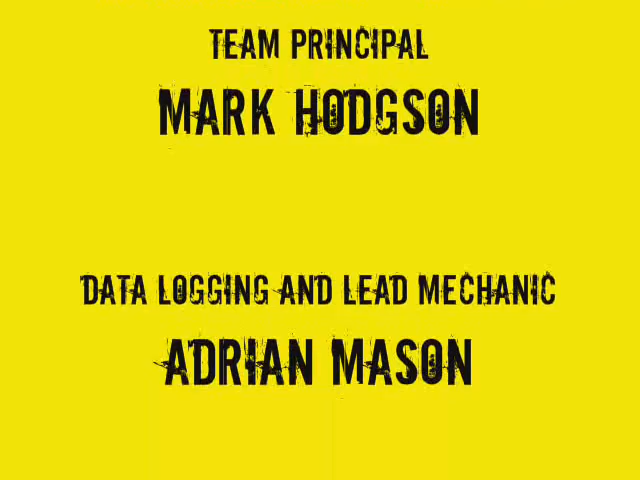 TEAM PRINCIPAL
MARK HODGSON
DATA LOGGING AND LEAD MECHANIC
ADRIAN MASON